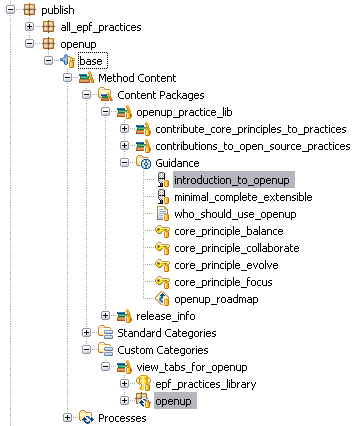 publish
all_epf_practices
openup
base
Method Content
Content Packages
openup_practice_lib
contribute_core_principles_to_practices
contributions_to_open_source_practices
Guidance
introduction_to_openup
minimal_complete_extensible
who_should_use_openup
core_principle_balance
core_principle_collaborate
core_principle_evolve
core_principle_focus
openup_roadmap
release_info
Standard Categories
Custom Categories
view_tabs_for_openup
epf_practices_library
openup
Processes